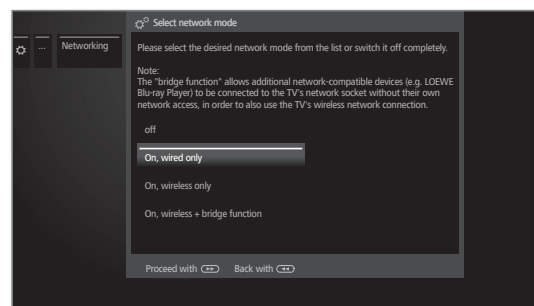 Select network mode
... Networking
Please select the desired network mode from the list or switch it off completely.
Note:
The "bridge function" allows additional network-compatible devices (e.g. LOEWE
Blu-ray Player) to be connected to the TV's network socket without their own
network access, in order to also use the TV's wireless network connection.
off
On, wired only
On, wireless only
On, wireless + bridge function
Proceed with Back with